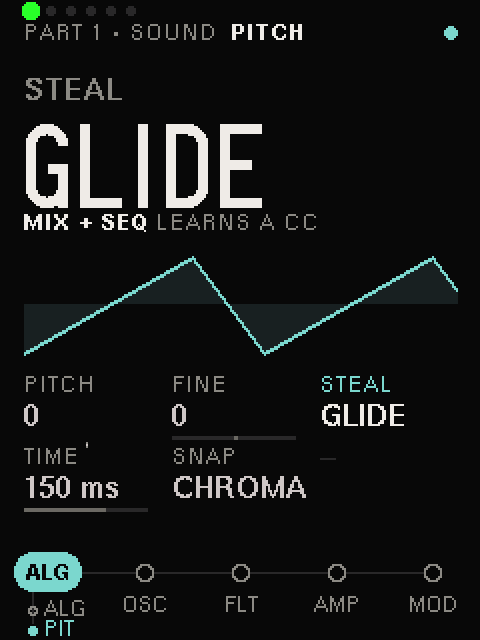 PART 1 · SOUND PITCH
STEAL
GLIDE
MIX + SEQ LEARNS A CC
PITCH FINE STEAL
0 0 GLIDE
TIME ' SNAP —
150 ms CHROMA
ALG
OSC FLT AMP MOD
ALG
PIT